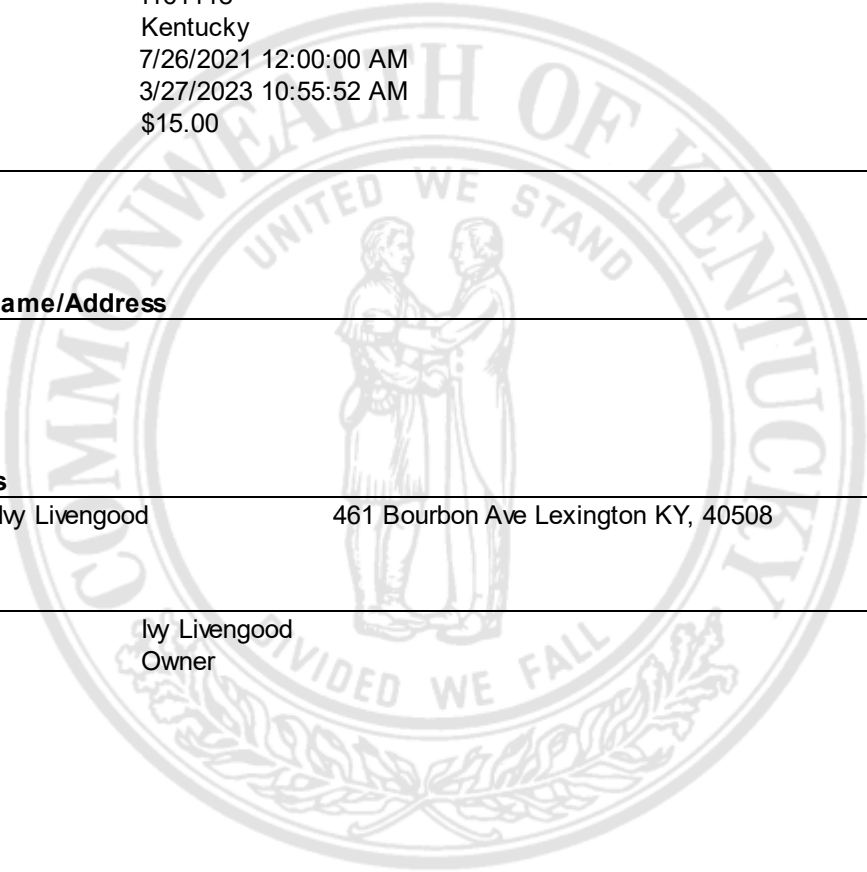 Kentucky
7/26/2021 12:00:00 AM
3/27/2023 10:55:52 AM
$15.00
COMMONWEALTH OF KENTUCKY
UNITED WE STAND
ame/Address
s
Ivy Livengood 461 Bourbon Ave Lexington KY, 40508
Ivy Livengood
Owner
DIVIDED WE FALL